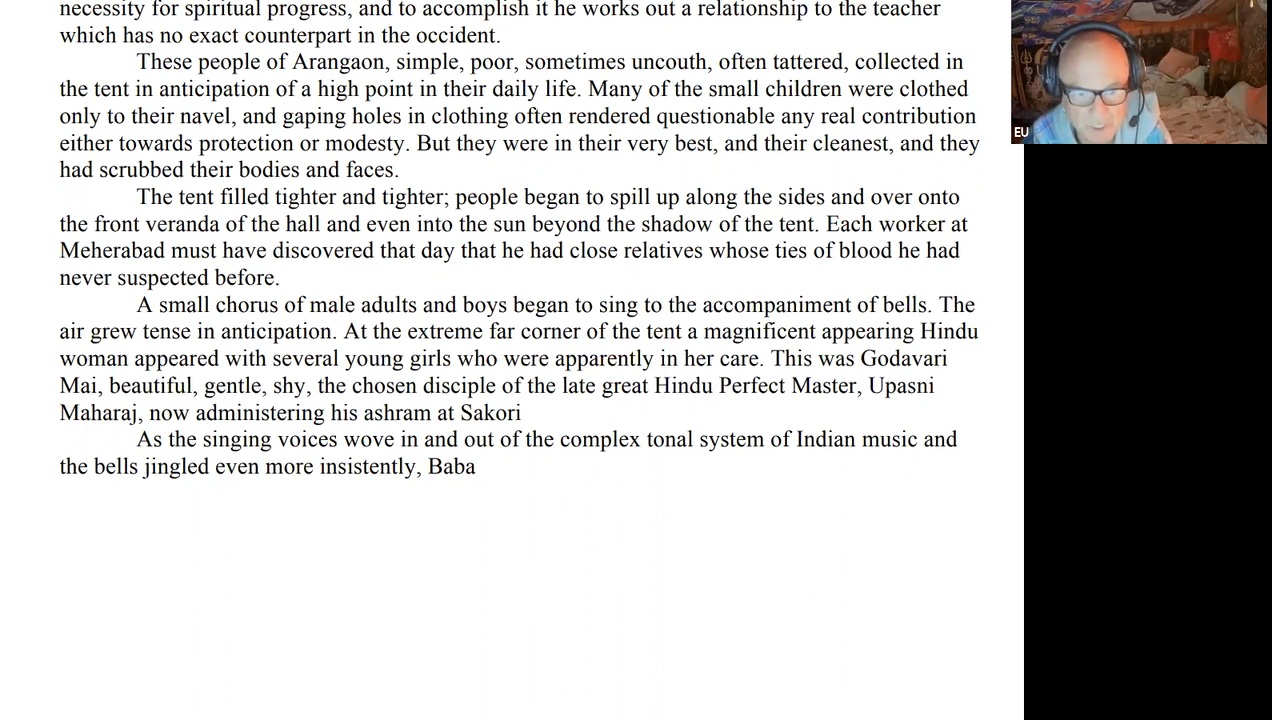 necessity for spiritual progress, and to accomplish it he works out a relationship to the teacher
which has no exact counterpart in the occident.
These people of Arangaon, simple, poor, sometimes uncouth, often tattered, collected in
the tent in anticipation of a high point in their daily life. Many of the small children were clothed
only to their navel, and gaping holes in clothing often rendered questionable any real contribution
either towards protection or modesty. But they were in their very best, and their cleanest, and they
had scrubbed their bodies and faces.
The tent filled tighter and tighter; people began to spill up along the sides and over onto
the front veranda of the hall and even into the sun beyond the shadow of the tent. Each worker at
Meherabad must have discovered that day that he had close relatives whose ties of blood he had
never suspected before.
A small chorus of male adults and boys began to sing to the accompaniment of bells. The
air grew tense in anticipation. At the extreme far corner of the tent a magnificent appearing Hindu
woman appeared with several young girls who were apparently in her care. This was Godavari
Mai, beautiful, gentle, shy, the chosen disciple of the late great Hindu Perfect Master, Upasni
Maharaj, now administering his ashram at Sakori
As the singing voices wove in and out of the complex tonal system of Indian music and
the bells jingled even more insistently, Baba
EU